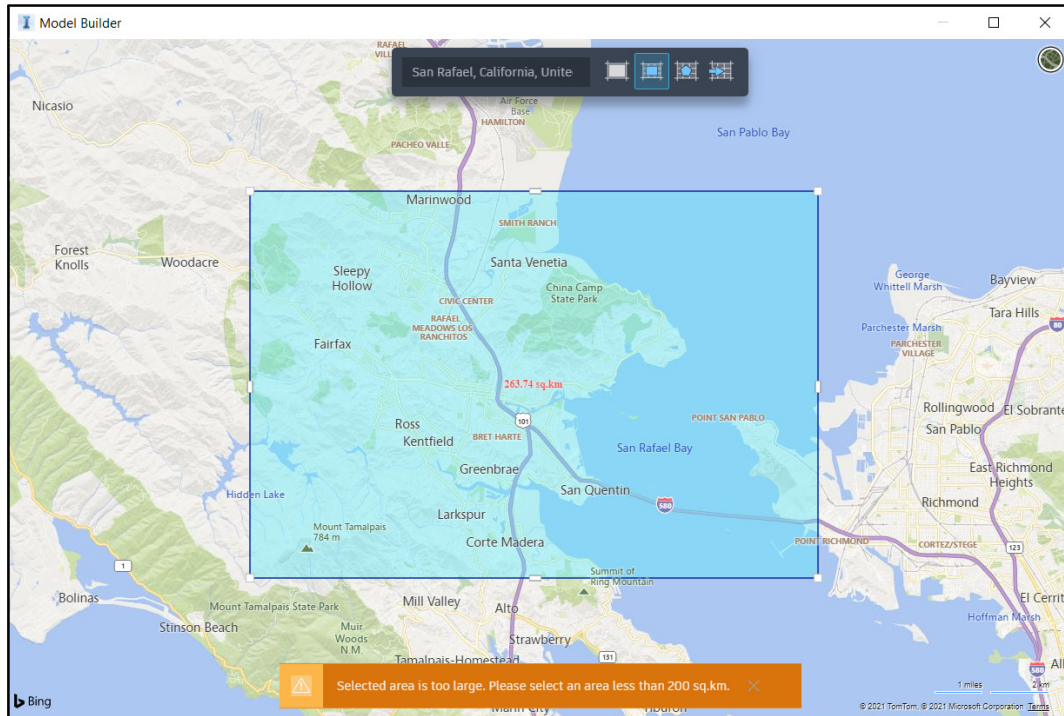 Model Builder
RAFAEL
San Rafael, California, Unite
Nicasio
Air Force
Base
HAMILTON
San Pablo Bay
PACHEO VALLE
Marinwood
SMITH RANCH
Forest
Knolls
Woodacre
Santa Venetia
Sleepy
Hollow
George
Whittell Marsh
Bayview
China Camp
State Park
CIVIC CENTER
Tara Hills
RAFAEL
MEADOWS LOS
RANCHITOS
Parchester Marsh
80
Fairfax
PARCHESTER
VILLAGE
263.74 sq.km
Rollingwood
El Sobrante
Ross
101
POINT SAN PABLO
San Pablo
Kentfield
BRET HARTE
San Rafael Bay
Greenbrae
East Richmond
Heights
San Quentin
Hidden Lake
580
Richmond
Larkspur
Mount Tamalpais
784 m
Corte Madera
POINT RICHMOND
CORTEZ/STEGE
123
1
Summit of
Ring Mountain
Bolinas
Mount Tamalpais State Park
Mill Valley
Alto
El Cerrit
Stinson Beach
Muir
Woods
N.M.
Hoffman Marsh
Strawberry
131
Tamalpais-Homestead
580
Selected area is too large. Please select an area less than 200 sq.km.
1 miles
2 km
Bing
Marin City
© 2021 TomTom, © 2021 Microsoft Corporation Terms